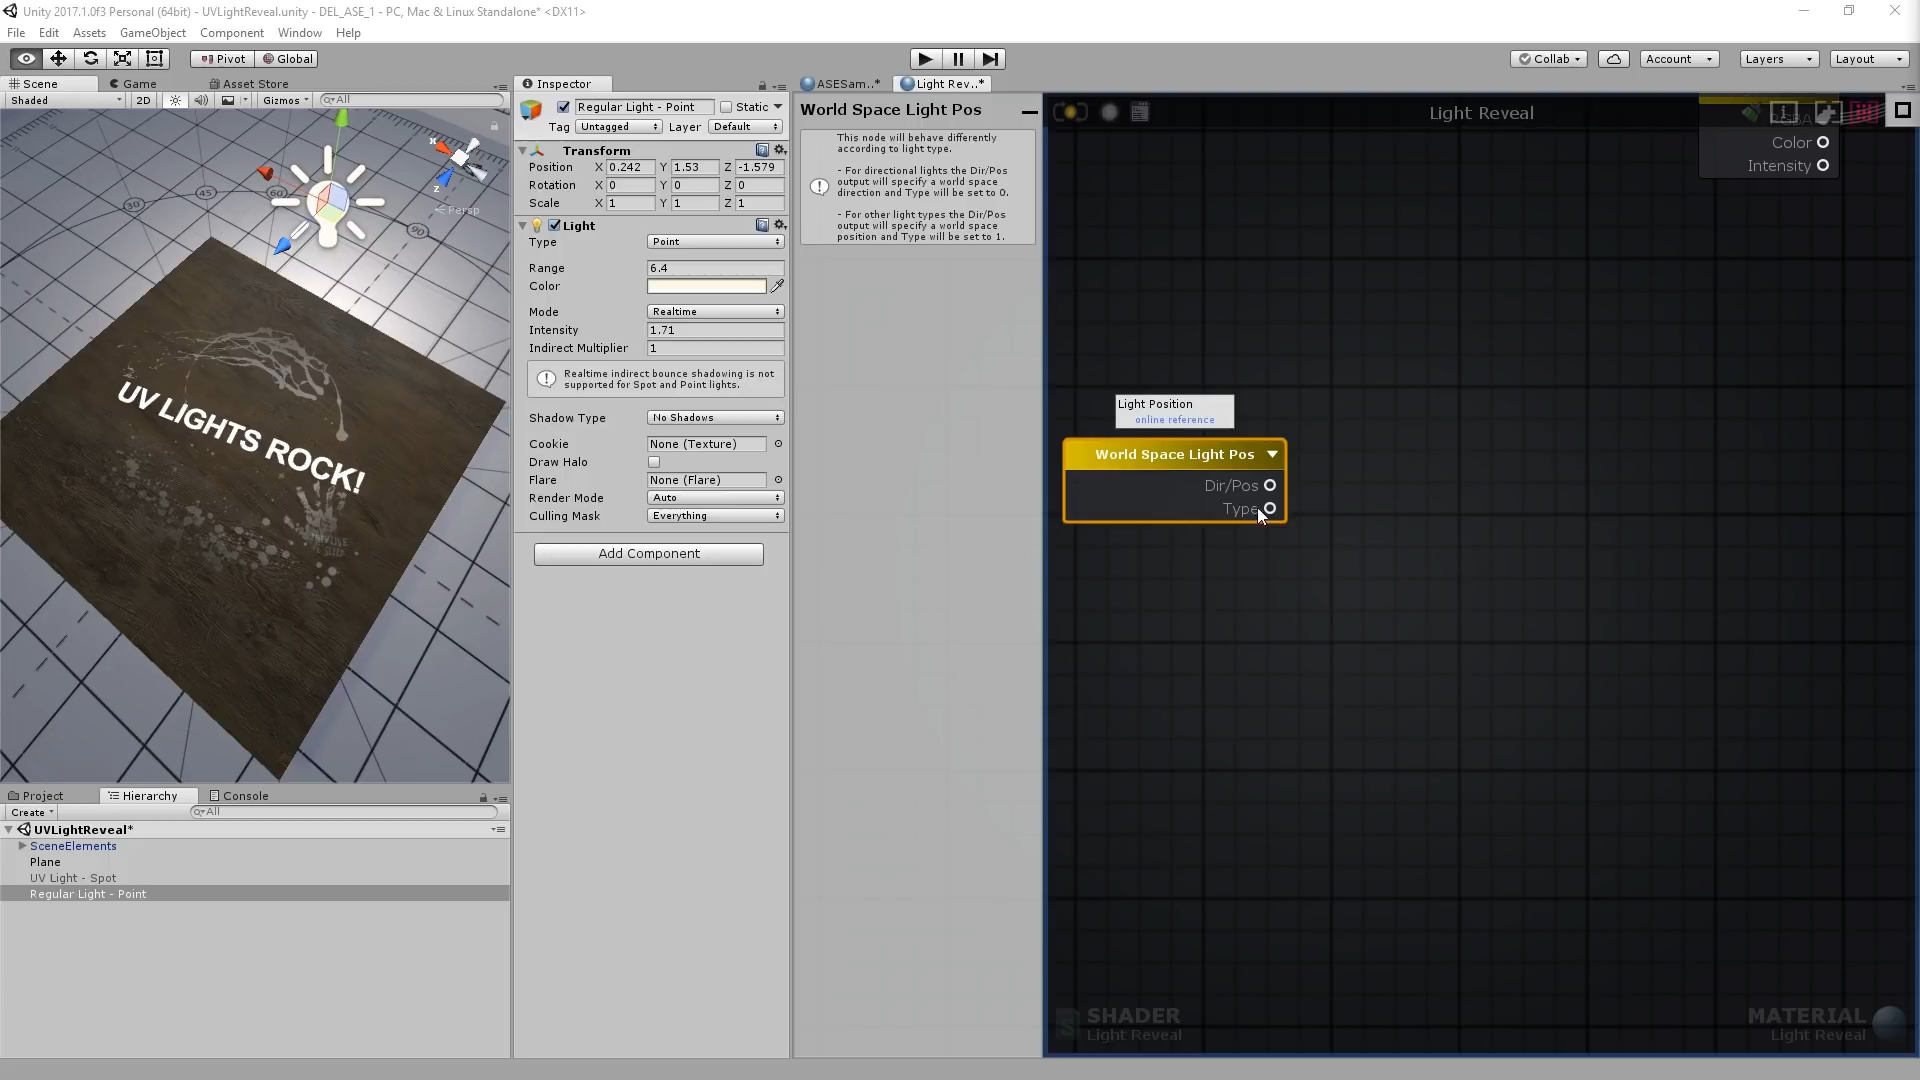 Unity 2017.1.0f3 Personal (64bit) - UVLightReveal.unity - DEL_ASE_1 - PC, Mac & Linux Standalone* <DX11>
File Edit Assets GameObject Component Window Help
Pivot Global Collab Account Layers Layout
Scene Game Asset Store
Shaded 2D Gizmos All
30 45 60 90
x
z
Persp
UV LIGHTS ROCK!
Project Hierarchy Console
Create All
UVLightReveal*
SceneElements
Plane
UV Light - Spot
Regular Light - Point
Inspector
Regular Light - Point Static
Tag Untagged Layer Default
Transform
Position X 0.242 Y 1.53 Z -1.579
Rotation X 0 Y 0 Z 0
Scale X 1 Y 1 Z 1
Light
Type Point
Range 6.4
Color
Mode Realtime
Intensity 1.71
Indirect Multiplier 1
Realtime indirect bounce shadowing is not
supported for Spot and Point lights.
Shadow Type No Shadows
Cookie None (Texture)
Draw Halo
Flare None (Flare)
Render Mode Auto
Culling Mask Everything
Add Component
ASESam..* Light Rev..*
World Space Light Pos
This node will behave differently
according to light type.
- For directional lights the Dir/Pos
output will specify a world space
direction and Type will be set to 0.
- For other light types the Dir/Pos
output will specify a world space
position and Type will be set to 1.
Light Reveal
RGBA
Color
Intensity
Light Position
online reference
World Space Light Pos
Dir/Pos
Type
SHADER
Light Reveal
MATERIAL
Light Reveal